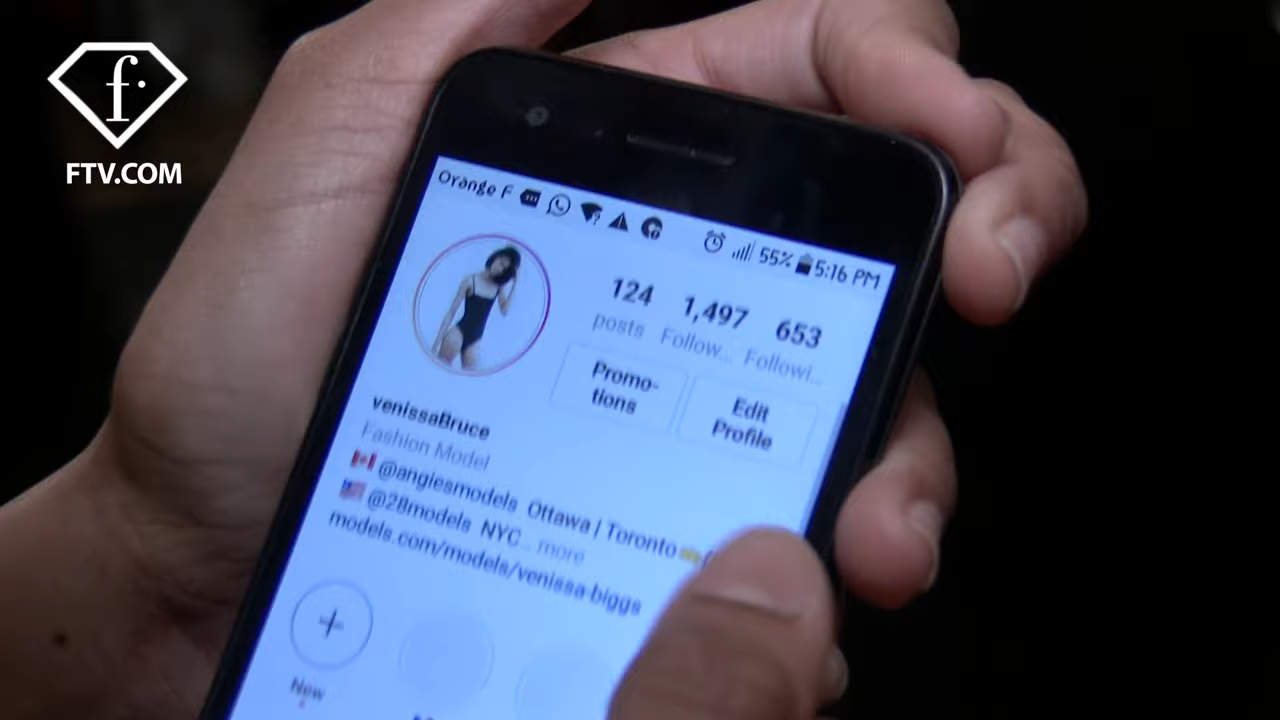 f.
FTV.COM
Orange F 55% 5:16 PM
124 1,497 653
posts Follow... Followi...
Promo-
tions
Edit
Profile
venissaBruce
Fashion Model
@angiesmodels Ottawa | Toronto
@28models NYC... more
models.com/models/venissa-biggs
New